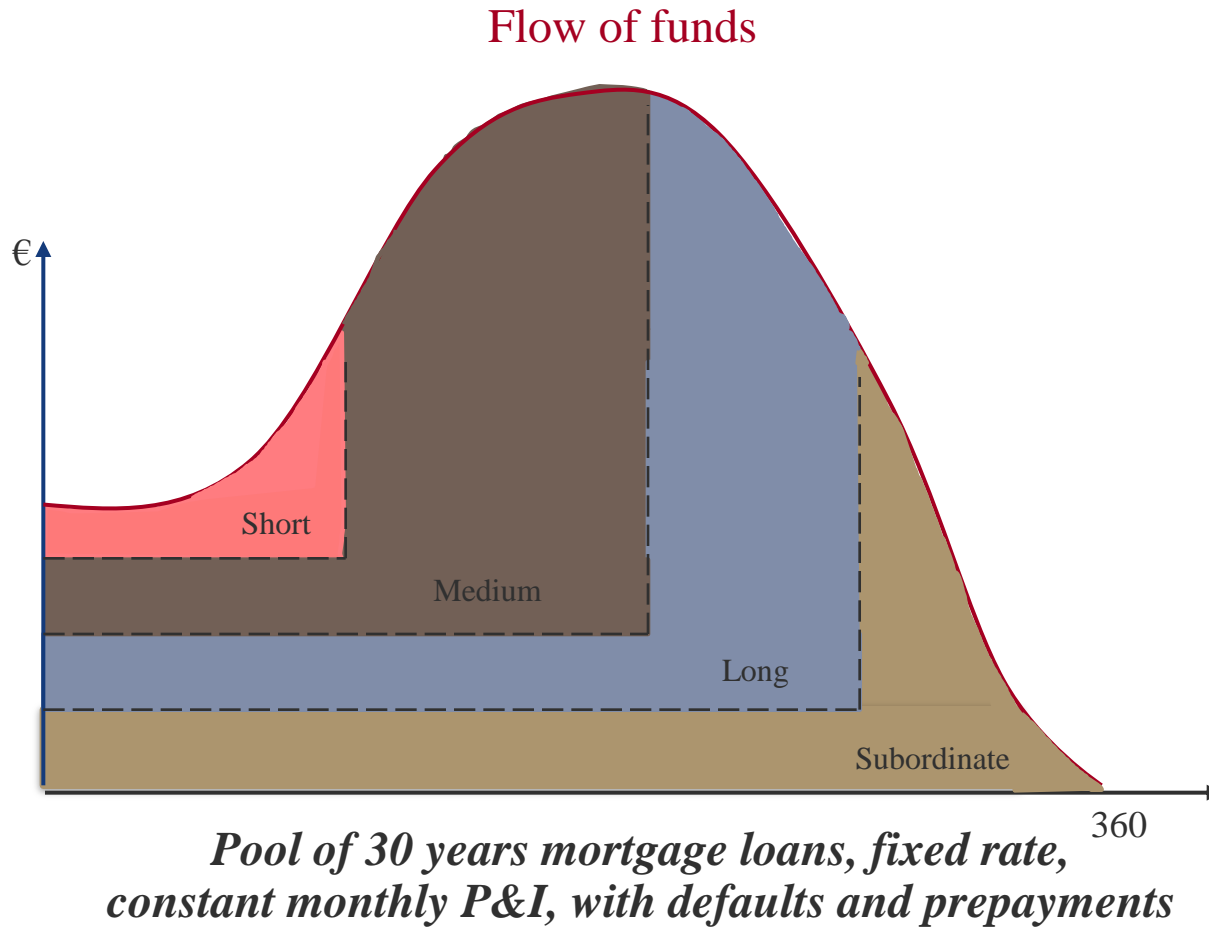 Flow of funds
€
Short
Medium
Long
Subordinate
360
Pool of 30 years mortgage loans, fixed rate,
constant monthly P&I, with defaults and prepayments